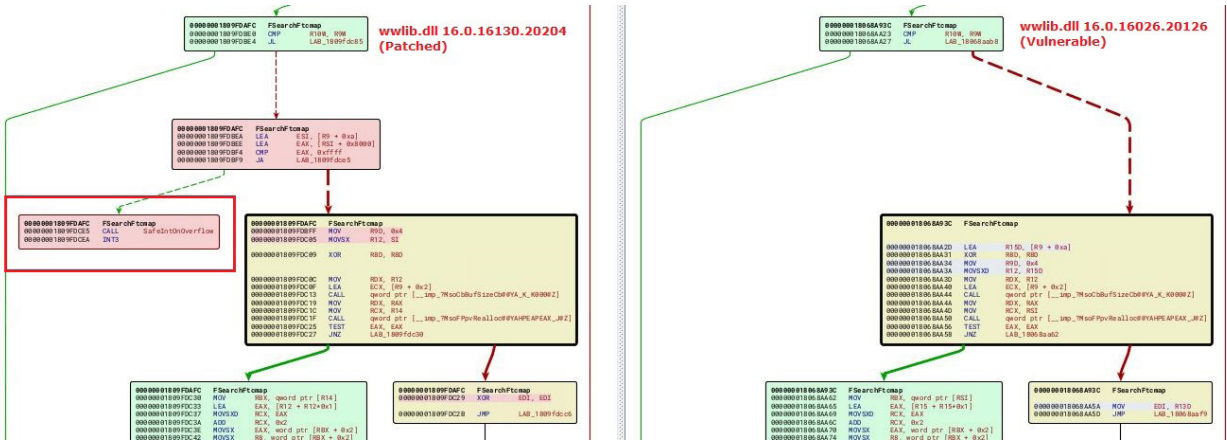 00000001809FDAFC FSearchFtcmap
00000001809FDBE0 CMP R10W, R9W
00000001809FDBE4 JL LAB_1809fdc85
wwlib.dll 16.0.16130.20204
(Patched)
00000001809FDAFC FSearchFtcmap
00000001809FDBEA LEA ESI, [R9 + 0xa]
00000001809FDBEE LEA EAX, [RSI + 0x8000]
00000001809FDBF4 CMP EAX, 0xffff
00000001809FDBF9 JA LAB_1809fdce5
00000001809FDAFC FSearchFtcmap
00000001809FDCE5 CALL SafeIntOnOverflow
00000001809FDCEA INT3
00000001809FDAFC FSearchFtcmap
00000001809FDBFF MOV R9D, 0x4
00000001809FDC05 MOVSX R12, SI
00000001809FDC09 XOR R8D, R8D
00000001809FDC0C MOV RDX, R12
00000001809FDC0F LEA ECX, [R9 + 0x2]
00000001809FDC13 CALL qword ptr [__imp_?MsoCbBufSizeCb@@YA_K_K000@Z]
00000001809FDC19 MOV RDX, RAX
00000001809FDC1C MOV RCX, R14
00000001809FDC1F CALL qword ptr [__imp_?MsoFPpvRealloc@@YAHPEAPEAX_J@Z]
00000001809FDC25 TEST EAX, EAX
00000001809FDC27 JNZ LAB_1809fdc30
00000001809FDAFC FSearchFtcmap
00000001809FDC30 MOV RBX, qword ptr [R14]
00000001809FDC33 LEA EAX, [R12 + R12*0x1]
00000001809FDC37 MOVSXD RCX, EAX
00000001809FDC3A ADD RCX, 0x2
00000001809FDC3E MOVSX EAX, word ptr [RBX + 0x2]
00000001809FDC42 MOVSX R8, word ptr [RBX + 0x2]
00000001809FDAFC FSearchFtcmap
00000001809FDC29 XOR EDI, EDI
00000001809FDC2B JMP LAB_1809fdcc6
000000018068A93C FSearchFtcmap
000000018068AA23 CMP R10W, R9W
000000018068AA27 JL LAB_18068aab8
wwlib.dll 16.0.16026.20126
(Vulnerable)
000000018068A93C FSearchFtcmap
000000018068AA2D LEA R15D, [R9 + 0xa]
000000018068AA31 XOR R8D, R8D
000000018068AA34 MOV R9D, 0x4
000000018068AA3A MOVSXD R12, R15D
000000018068AA3D MOV RDX, R12
000000018068AA40 LEA ECX, [R9 + 0x2]
000000018068AA44 CALL qword ptr [__imp_?MsoCbBufSizeCb@@YA_K_K000@Z]
000000018068AA4A MOV RDX, RAX
000000018068AA4D MOV RCX, RSI
000000018068AA50 CALL qword ptr [__imp_?MsoFPpvRealloc@@YAHPEAPEAX_J@Z]
000000018068AA56 TEST EAX, EAX
000000018068AA58 JNZ LAB_18068aa62
000000018068A93C FSearchFtcmap
000000018068AA62 MOV RBX, qword ptr [RSI]
000000018068AA65 LEA EAX, [R15 + R15*0x1]
000000018068AA69 MOVSXD RCX, EAX
000000018068AA6C ADD RCX, 0x2
000000018068AA70 MOVSX EAX, word ptr [RBX + 0x2]
000000018068AA74 MOVSX R8, word ptr [RBX + 0x2]
000000018068A93C FSearchFtcmap
000000018068AA5A MOV EDI, R13D
000000018068AA5D JMP LAB_18068aaf9